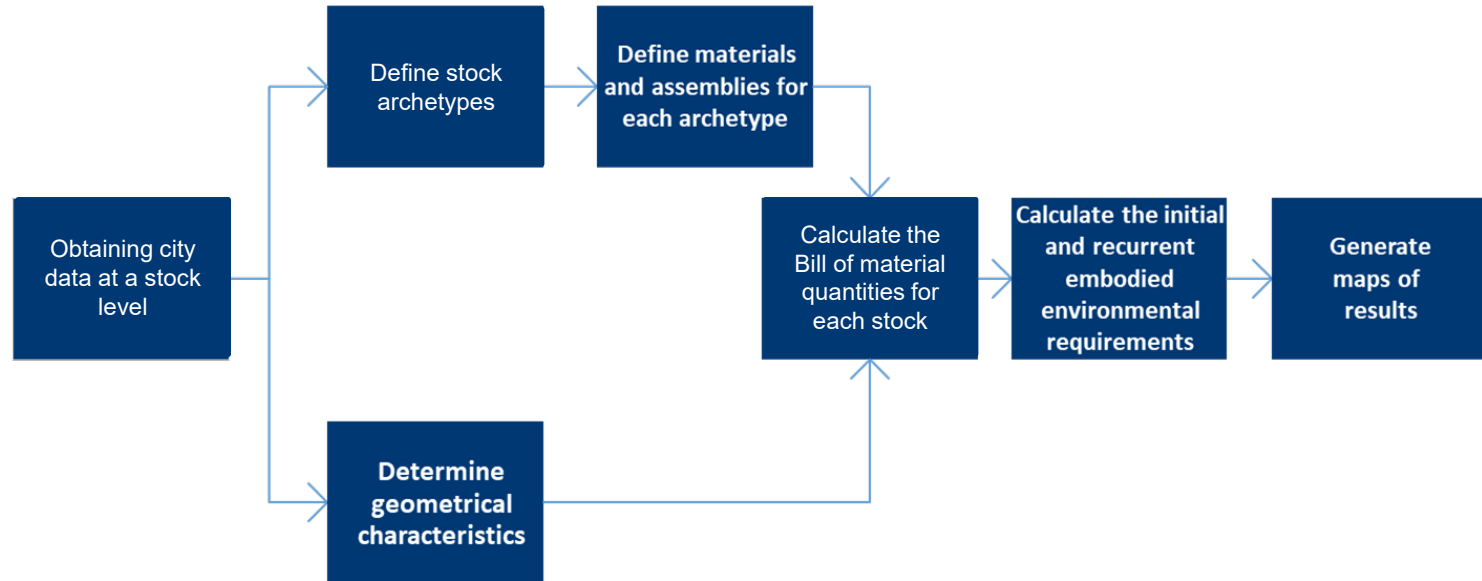 Define stock
archetypes
Define materials
and assemblies for
each archetype
Obtaining city
data at a stock
level
Calculate the
Bill of material
quantities for
each stock
Calculate the initial
and recurrent
embodied
environmental
requirements
Generate
maps of
results
Determine
geometrical
characteristics